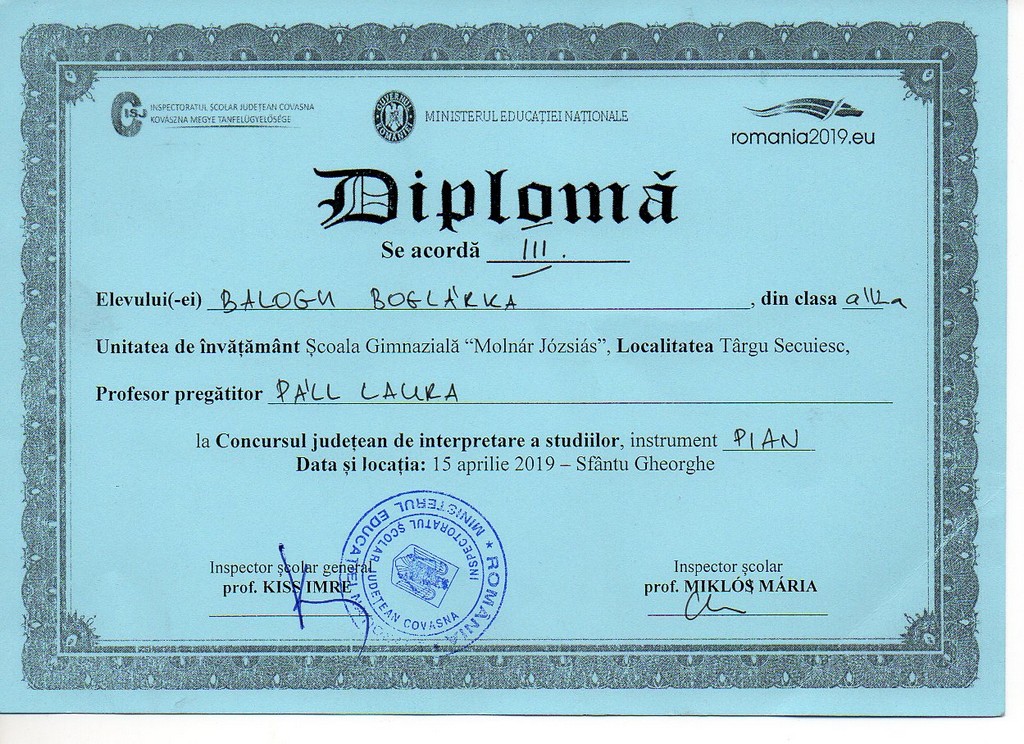 ISJ INSPECTORATUL ȘCOLAR JUDEȚEAN COVASNA
KOVÁSZNA MEGYE TANFELÜGYELŐSÉGE
GUVERNUL ROMÂNIEI
MINISTERUL EDUCAȚIEI NAȚIONALE
romania2019.eu
Diplomă
Se acordă III.
Elevului(-ei) BALOGH BOGLÁRKA, din clasa
Unitatea de învățământ Școala Gimnazială “Molnár Józsiás”, Localitatea Târgu Secuiesc,
Profesor pregătitor PÁLL LAURA
la Concursul județean de interpretare a studiilor, instrument PIAN
Data și locația: 15 aprilie 2019 – Sfântu Gheorghe
Inspector școlar general
prof. KISS IMRE
ROMÂNIA * MINISTERUL EDUCAȚIEI
INSPECTORATUL ȘCOLAR JUDEȚEAN COVASNA
Inspector școlar
prof. MIKLÓS MÁRIA